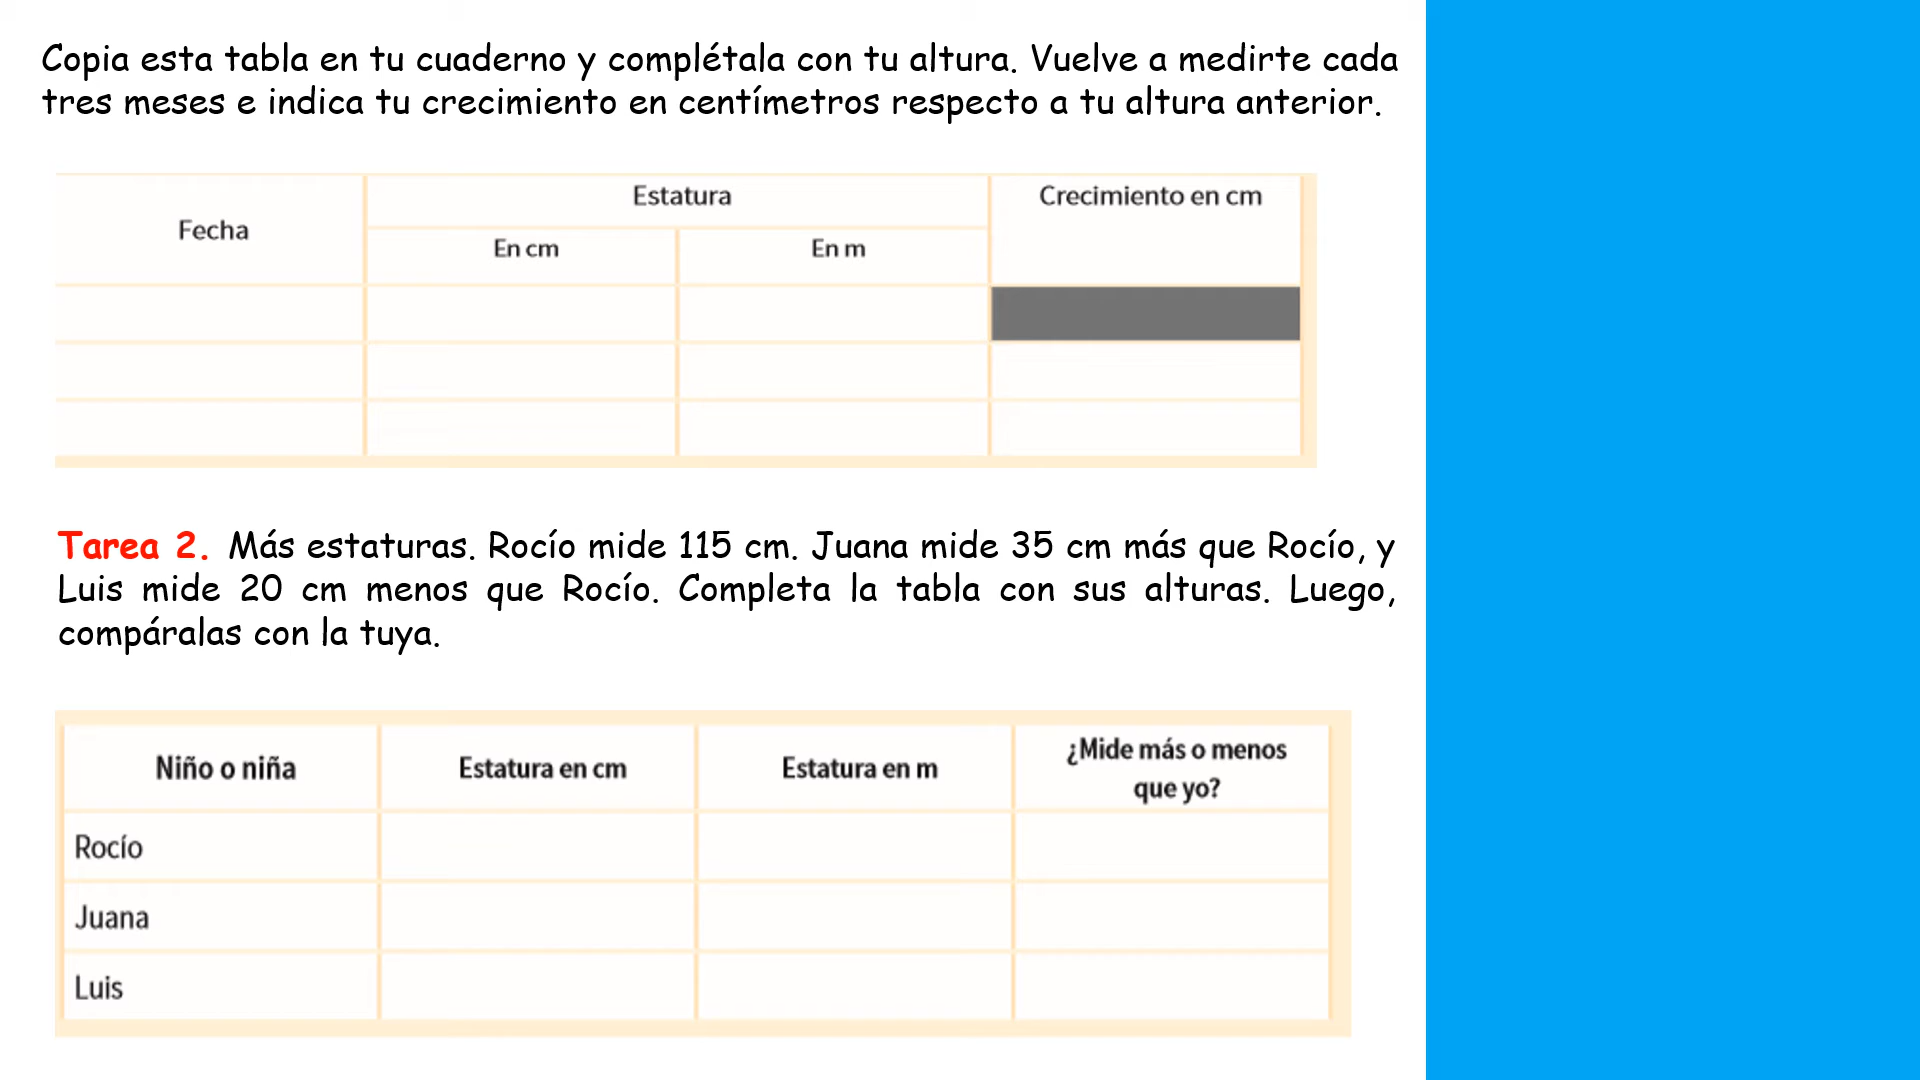 Copia esta tabla en tu cuaderno y complétala con tu altura. Vuelve a medirte cada
tres meses e indica tu crecimiento en centímetros respecto a tu altura anterior.
Fecha
Estatura
Crecimiento en cm
En cm
En m
Tarea 2. Más estaturas. Rocío mide 115 cm. Juana mide 35 cm más que Rocío, y
Luis mide 20 cm menos que Rocío. Completa la tabla con sus alturas. Luego,
compáralas con la tuya.
Niño o niña
Estatura en cm
Estatura en m
¿Mide más o menos
que yo?
Rocío
Juana
Luis